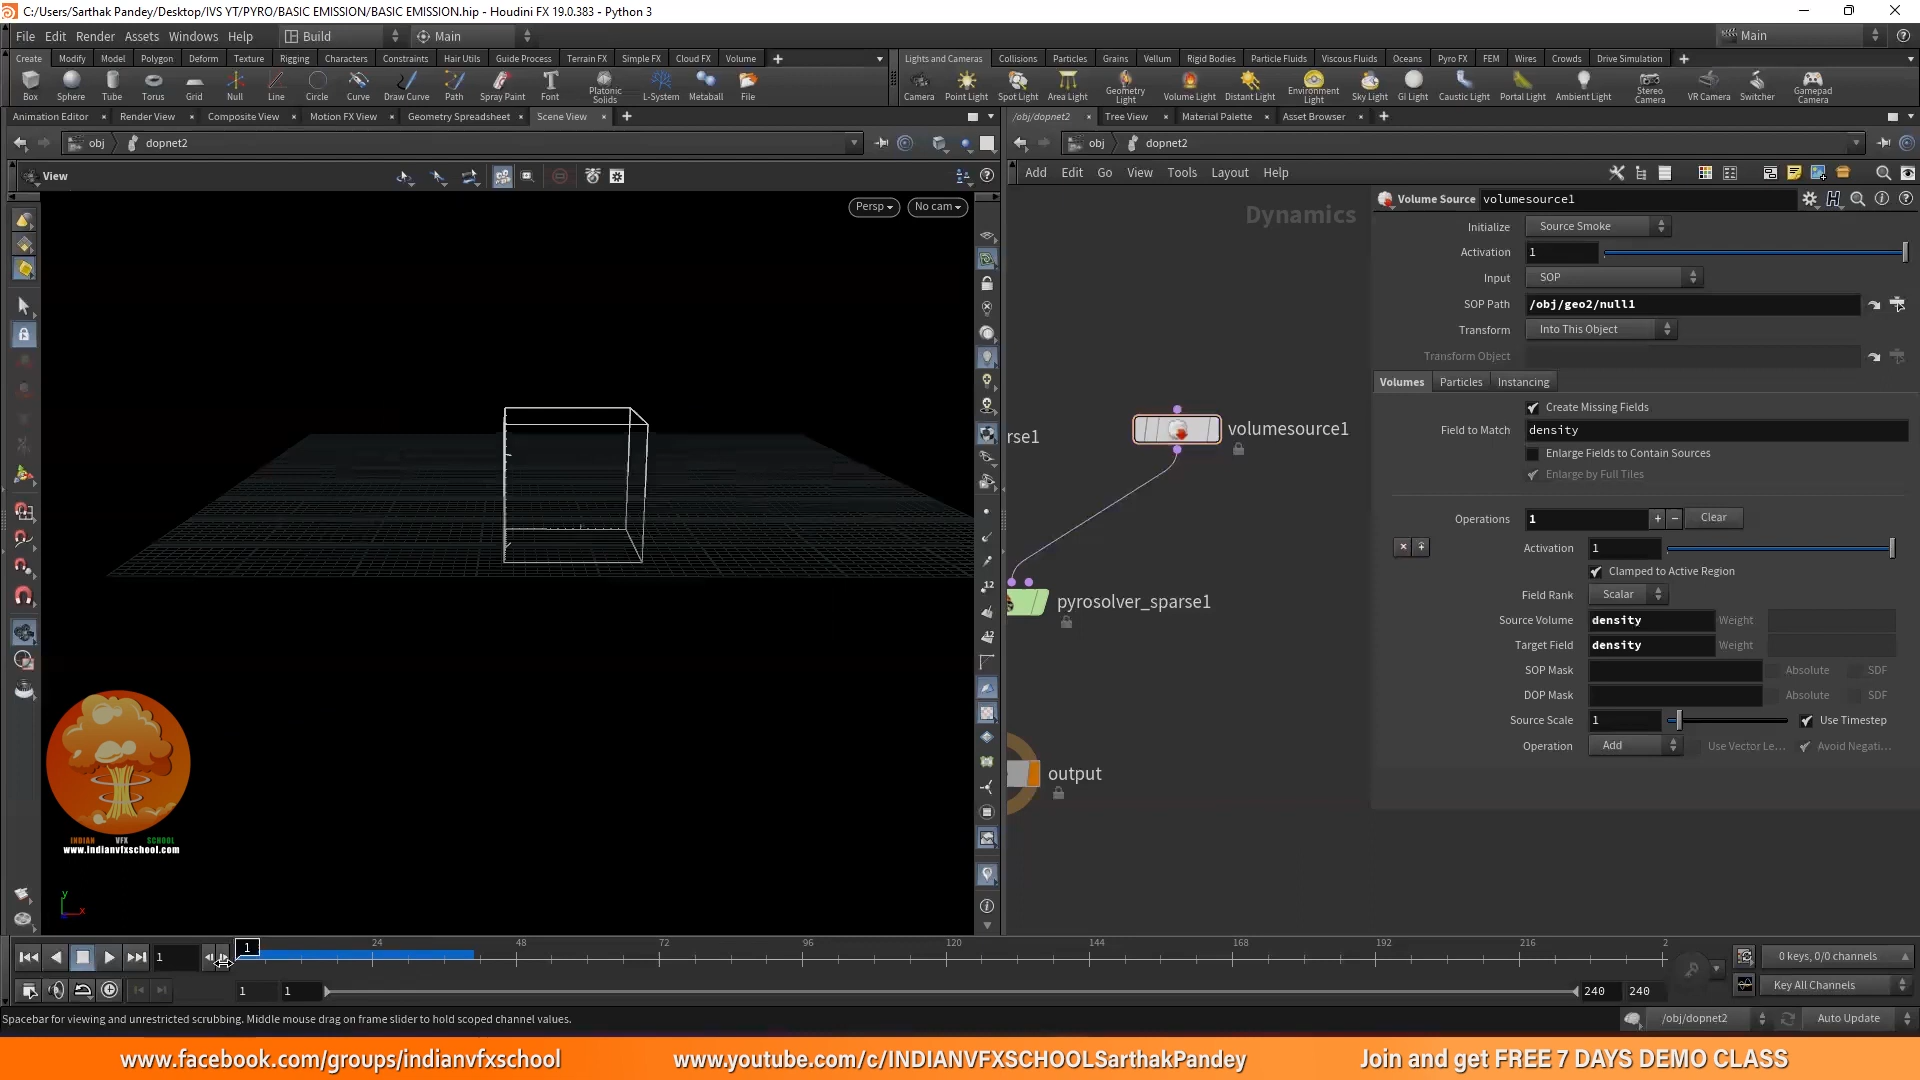 C:/Users/Sarthak Pandey/Desktop/IVS YT/PYRO/BASIC EMISSION/BASIC EMISSION.hip - Houdini FX 19.0.383 - Python 3
File Edit Render Assets Windows Help Build Main Main
Create Modify Model Polygon Deform Texture Rigging Characters Constraints Hair Utils Guide Process Terrain FX Simple FX Cloud FX Volume
Lights and Cameras Collisions Particles Grains Vellum Rigid Bodies Particle Fluids Viscous Fluids Oceans Pyro FX FEM Wires Crowds Drive Simulation
Box Sphere Tube Torus Grid Null Line Circle Curve Draw Curve Path Spray Paint Font Platonic Solids L-System Metaball File
Camera Point Light Spot Light Area Light Geometry Light Volume Light Distant Light Environment Light Sky Light GI Light Caustic Light Portal Light Ambient Light Stereo Camera VR Camera Switcher Gamepad Camera
Animation Editor Render View Composite View Motion FX View Geometry Spreadsheet Scene View
/obj/dopnet2 Tree View Material Palette Asset Browser
obj dopnet2
obj dopnet2
View
Add Edit Go View Tools Layout Help
Persp No cam
Dynamics
rse1
volumesource1
pyrosolver_sparse1
output
Volume Source volumesource1
Initialize Source Smoke
Activation 1
Input SOP
SOP Path /obj/geo2/null1
Transform Into This Object
Transform Object
Volumes Particles Instancing
Create Missing Fields
Field to Match density
Enlarge Fields to Contain Sources
Enlarge by Full Tiles
Operations 1 + - Clear
Activation 1
Clamped to Active Region
Field Rank Scalar
Source Volume density Weight
Target Field density Weight
SOP Mask Absolute SDF
DOP Mask Absolute SDF
Source Scale 1 Use Timestep
Operation Add Use Vector Le... Avoid Negati...
12
12
INDIAN VFX SCHOOL
www.indianvfxschool.com
y
x
1 1 24 48 72 96 120 144 168 192 216 2
0 keys, 0/0 channels
1 1 240 240
Key All Channels
Spacebar for viewing and unrestricted scrubbing. Middle mouse drag on frame slider to hold scoped channel values.
/obj/dopnet2 Auto Update
www.facebook.com/groups/indianvfxschool www.youtube.com/c/INDIANVFXSCHOOLSarthakPandey Join and get FREE 7 DAYS DEMO CLASS